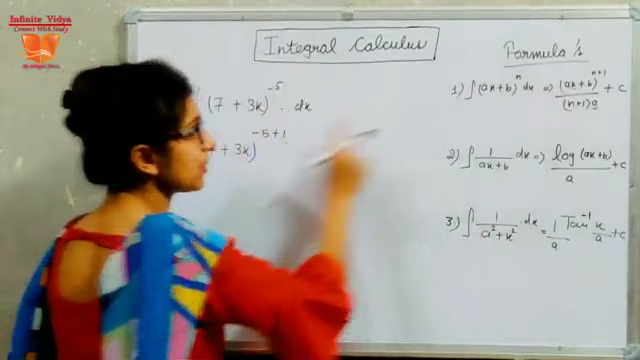 Infinite Vidya
Connect With Study
Integral Calculus
(7 + 3x)^-5 . dx
+ 3x)^-5+1
Formula's
1) ∫(ax+b)^n dx => (ax+b)^n+1 / (n+1)a + c
2) ∫ 1/ax+b dx => log (ax+b) / a + c
3) ∫ 1/a²+x² . dx = 1/a Tan^-1 x/a + c